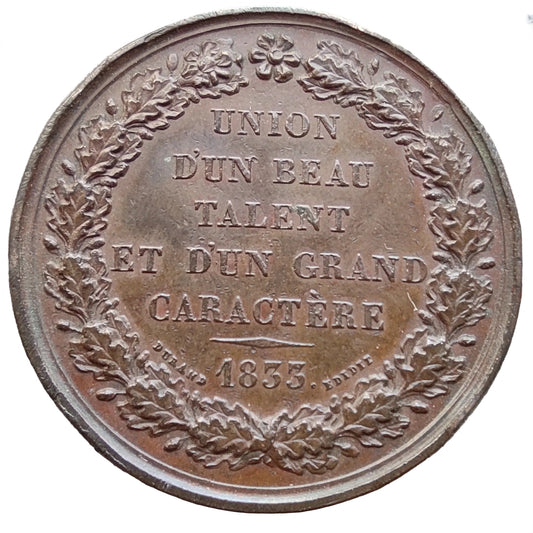 UNION
D'UN BEAU
TALENT
ET D'UN GRAND
CARACTÈRE
1833.
DURAND EDIDIT